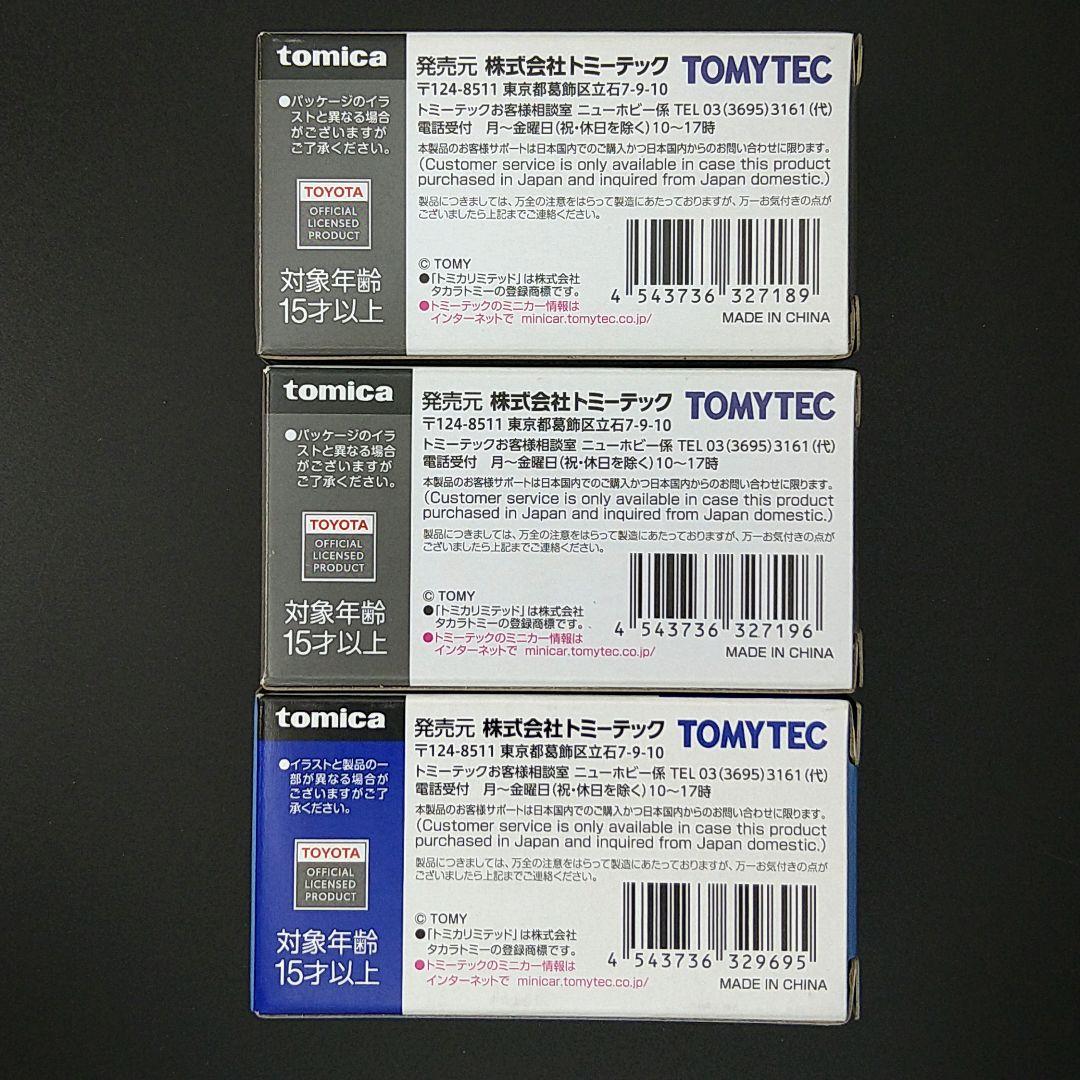 tomica
●パッケージのイラ
ストと異なる場合
がございますが
ご了承ください。
TOYOTA
OFFICIAL
LICENSED
PRODUCT
対象年齢
15才以上
発売元 株式会社トミーテック TOMYTEC
〒124-8511 東京都葛飾区立石7-9-10
トミーテックお客様相談室 ニューホビー係 TEL 03(3695)3161(代)
電話受付 月〜金曜日(祝・休日を除く)10〜17時
本製品のお客様サポートは日本国内でのご購入かつ日本国内からのお問い合わせに限ります。
(Customer service is only available in case this product
purchased in Japan and inquired from Japan domestic.)
製品につきましては、万全の注意をはらって製造にあたっておりますが、万一お気付きの点が
ございましたら上記までご連絡ください。
© TOMY
●「トミカリミテッド」は株式会社
タカラトミーの登録商標です。
●トミーテックのミニカー情報は
インターネットで minicar.tomytec.co.jp/
4 543736 327189
MADE IN CHINA
tomica
●パッケージのイラ
ストと異なる場合
がございますが
ご了承ください。
TOYOTA
OFFICIAL
LICENSED
PRODUCT
対象年齢
15才以上
発売元 株式会社トミーテック TOMYTEC
〒124-8511 東京都葛飾区立石7-9-10
トミーテックお客様相談室 ニューホビー係 TEL 03(3695)3161(代)
電話受付 月〜金曜日(祝・休日を除く)10〜17時
本製品のお客様サポートは日本国内でのご購入かつ日本国内からのお問い合わせに限ります。
(Customer service is only available in case this product
purchased in Japan and inquired from Japan domestic.)
製品につきましては、万全の注意をはらって製造にあたっておりますが、万一お気付きの点が
ございましたら上記までご連絡ください。
© TOMY
●「トミカリミテッド」は株式会社
タカラトミーの登録商標です。
●トミーテックのミニカー情報は
インターネットで minicar.tomytec.co.jp/
4 543736 327196
MADE IN CHINA
tomica
●イラストと製品の一
部が異なる場合が
ございますがご了
承ください。
TOYOTA
OFFICIAL
LICENSED
PRODUCT
対象年齢
15才以上
発売元 株式会社トミーテック TOMYTEC
〒124-8511 東京都葛飾区立石7-9-10
トミーテックお客様相談室 ニューホビー係 TEL 03(3695)3161(代)
電話受付 月〜金曜日(祝・休日を除く)10〜17時
本製品のお客様サポートは日本国内でのご購入かつ日本国内からのお問い合わせに限ります。
(Customer service is only available in case this product
purchased in Japan and inquired from Japan domestic.)
製品につきましては、万全の注意をはらって製造にあたっておりますが、万一お気付きの点が
ございましたら上記までご連絡ください。
© TOMY
●「トミカリミテッド」は株式会社
タカラトミーの登録商標です。
●トミーテックのミニカー情報は
インターネットで minicar.tomytec.co.jp/
4 543736 329695
MADE IN CHINA